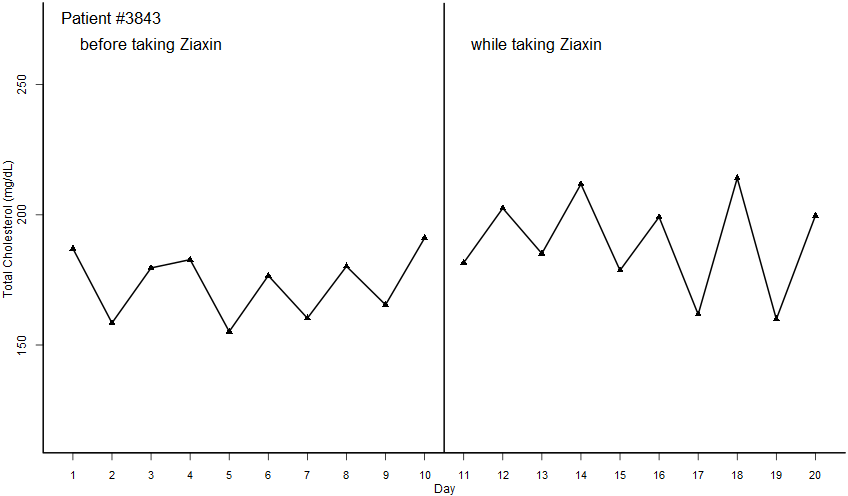 Patient #3843
before taking Ziaxin
while taking Ziaxin
Total Cholesterol (mg/dL)
250
200
150
1 2 3 4 5 6 7 8 9 10 11 12 13 14 15 16 17 18 19 20
Day